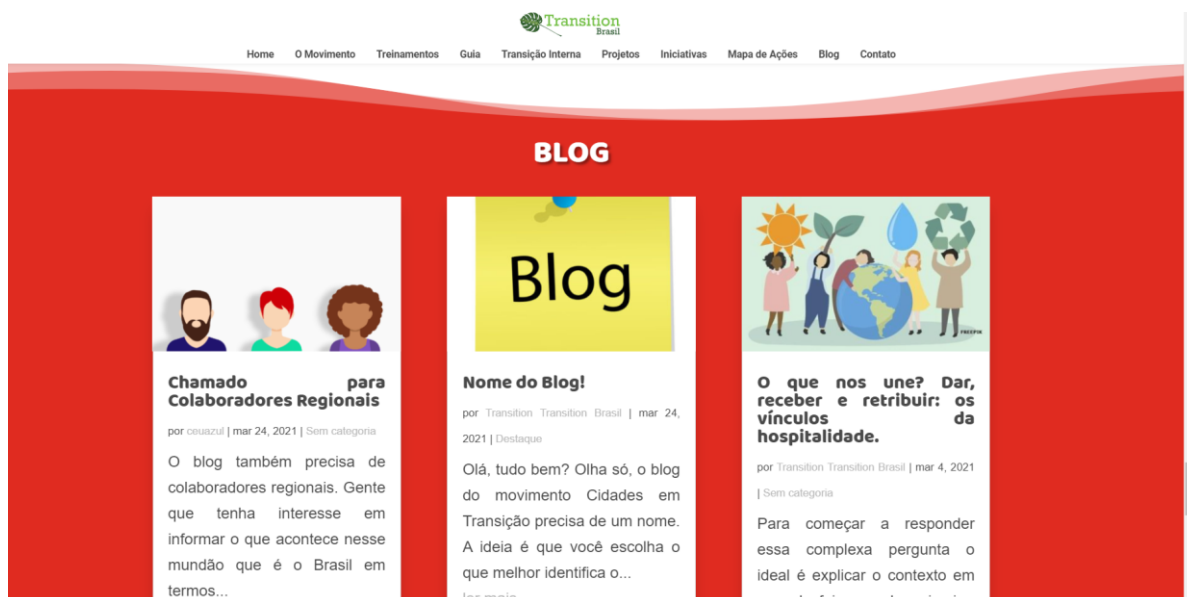 Transition
Brasil
Home O Movimento Treinamentos Guia Transição Interna Projetos Iniciativas Mapa de Ações Blog Contato
BLOG
Blog
FREEPIK
Chamado para
Colaboradores Regionais
por ceuazul | mar 24, 2021 | Sem categoria
O blog também precisa de
colaboradores regionais. Gente
que tenha interesse em
informar o que acontece nesse
mundão que é o Brasil em
termos...
Nome do Blog!
por Transition Transition Brasil | mar 24,
2021 | Destaque
Olá, tudo bem? Olha só, o blog
do movimento Cidades em
Transição precisa de um nome.
A ideia é que você escolha o
que melhor identifica o...
ler mais
O que nos une? Dar,
receber e retribuir: os
vínculos da
hospitalidade.
por Transition Transition Brasil | mar 4, 2021
| Sem categoria
Para começar a responder
essa complexa pergunta o
ideal é explicar o contexto em